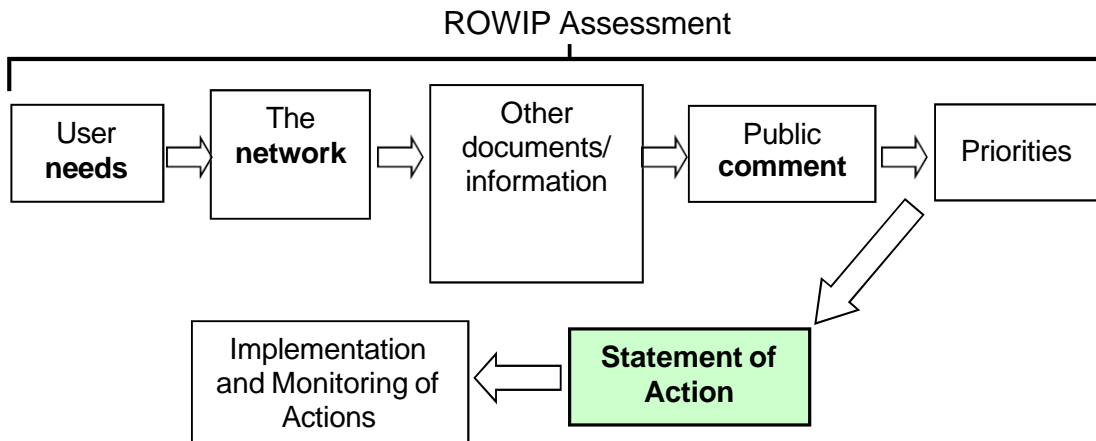 ROWIP Assessment
User
needs
The
network
Other
documents/
information
Public
comment
Priorities
Statement of
Action
Implementation
and Monitoring of
Actions